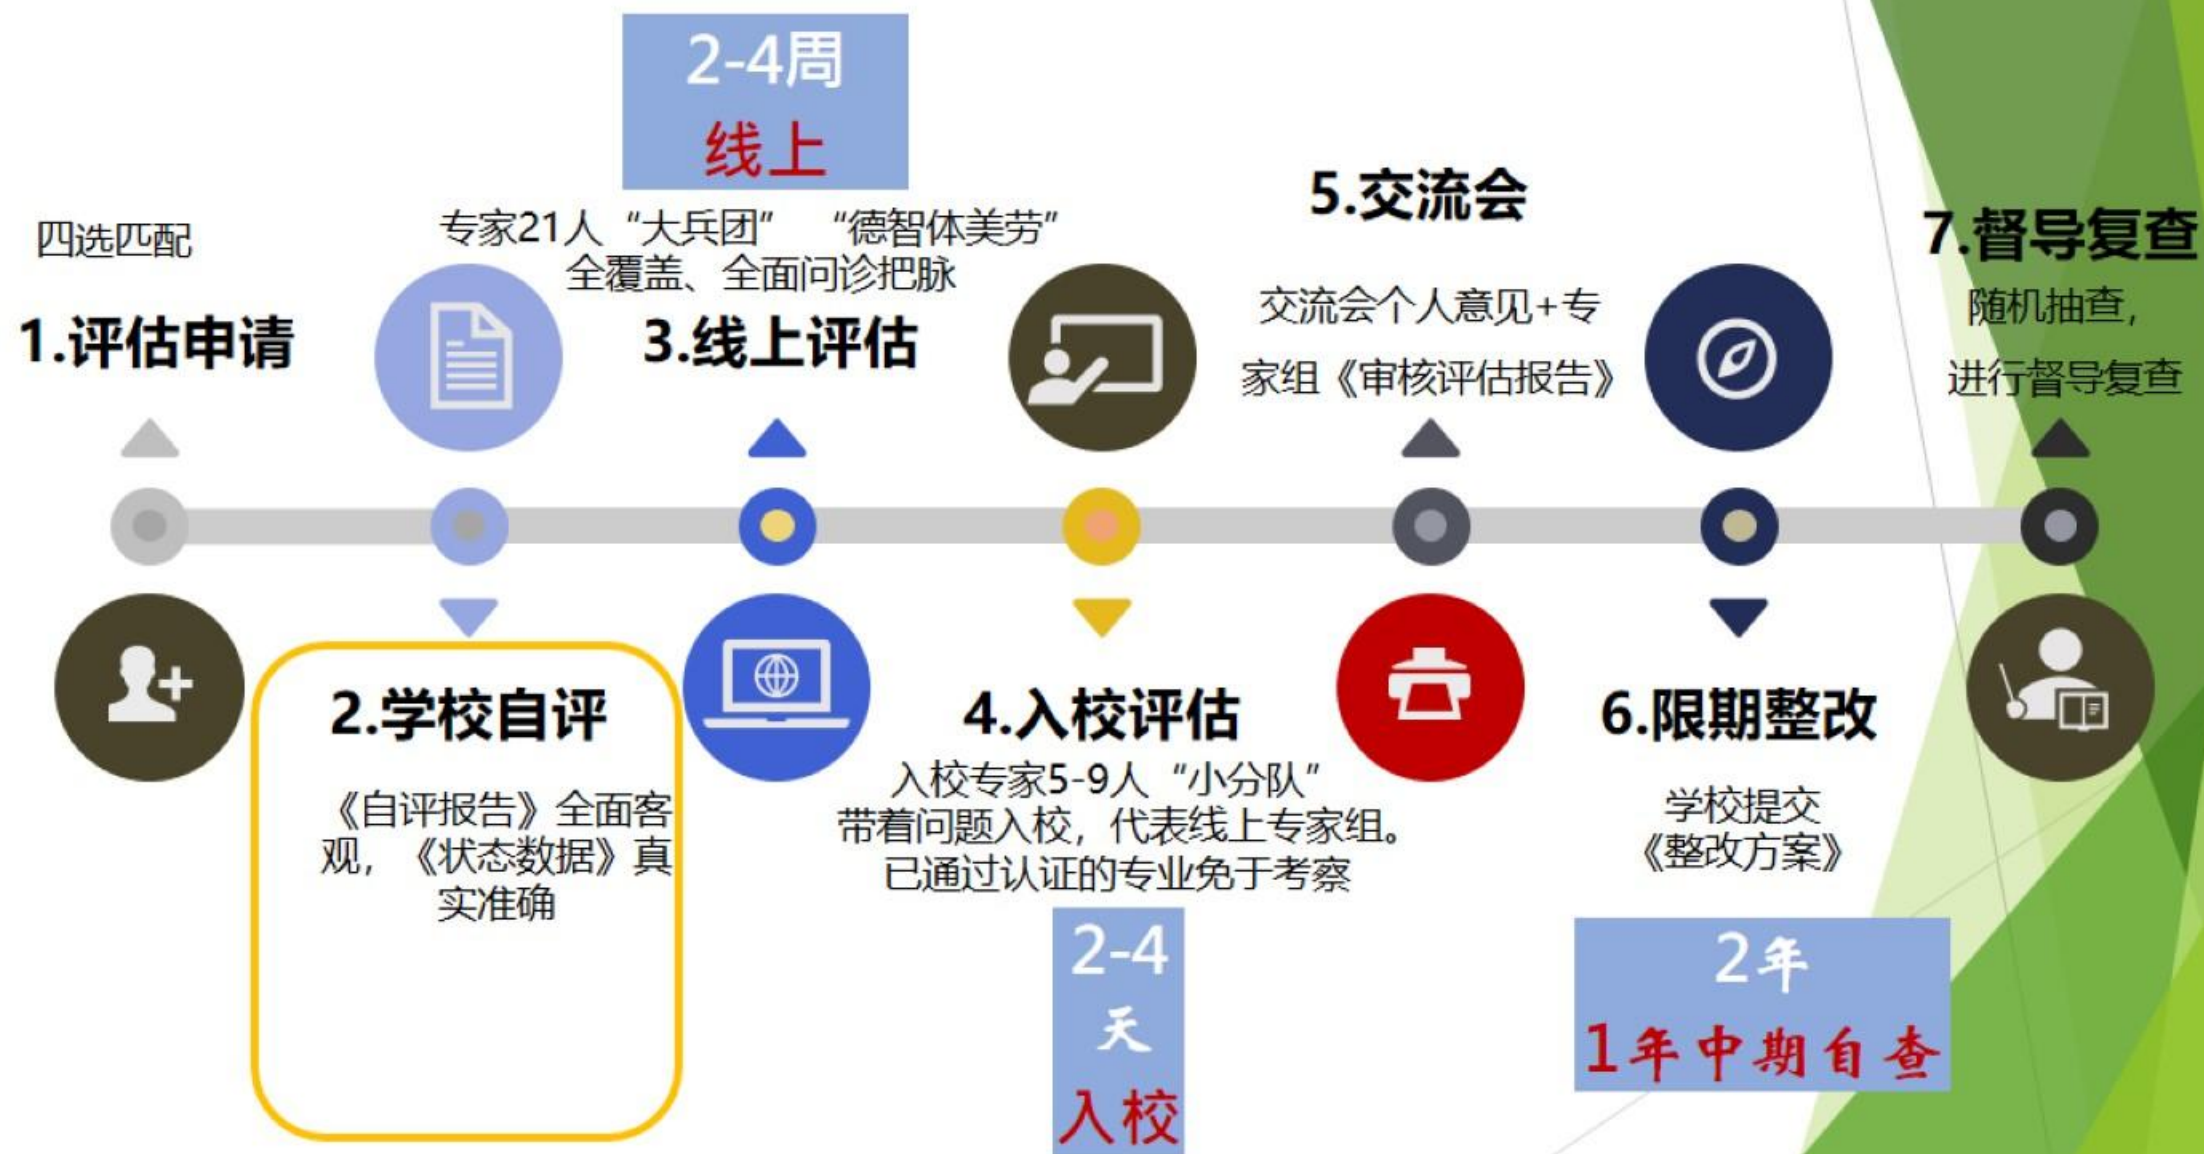 四选匹配
1.评估申请
2.学校自评
《自评报告》全面客
观，《状态数据》真
实准确
2-4周
线上
专家21人“大兵团” “德智体美劳”
全覆盖、全面问诊把脉
3.线上评估
4.入校评估
入校专家5-9人“小分队”
带着问题入校，代表线上专家组。
已通过认证的专业免于考察
2-4
天
入校
5.交流会
交流会个人意见+专
家组《审核评估报告》
6.限期整改
学校提交
《整改方案》
2年
1年中期自查
7.督导复查
随机抽查，
进行督导复查